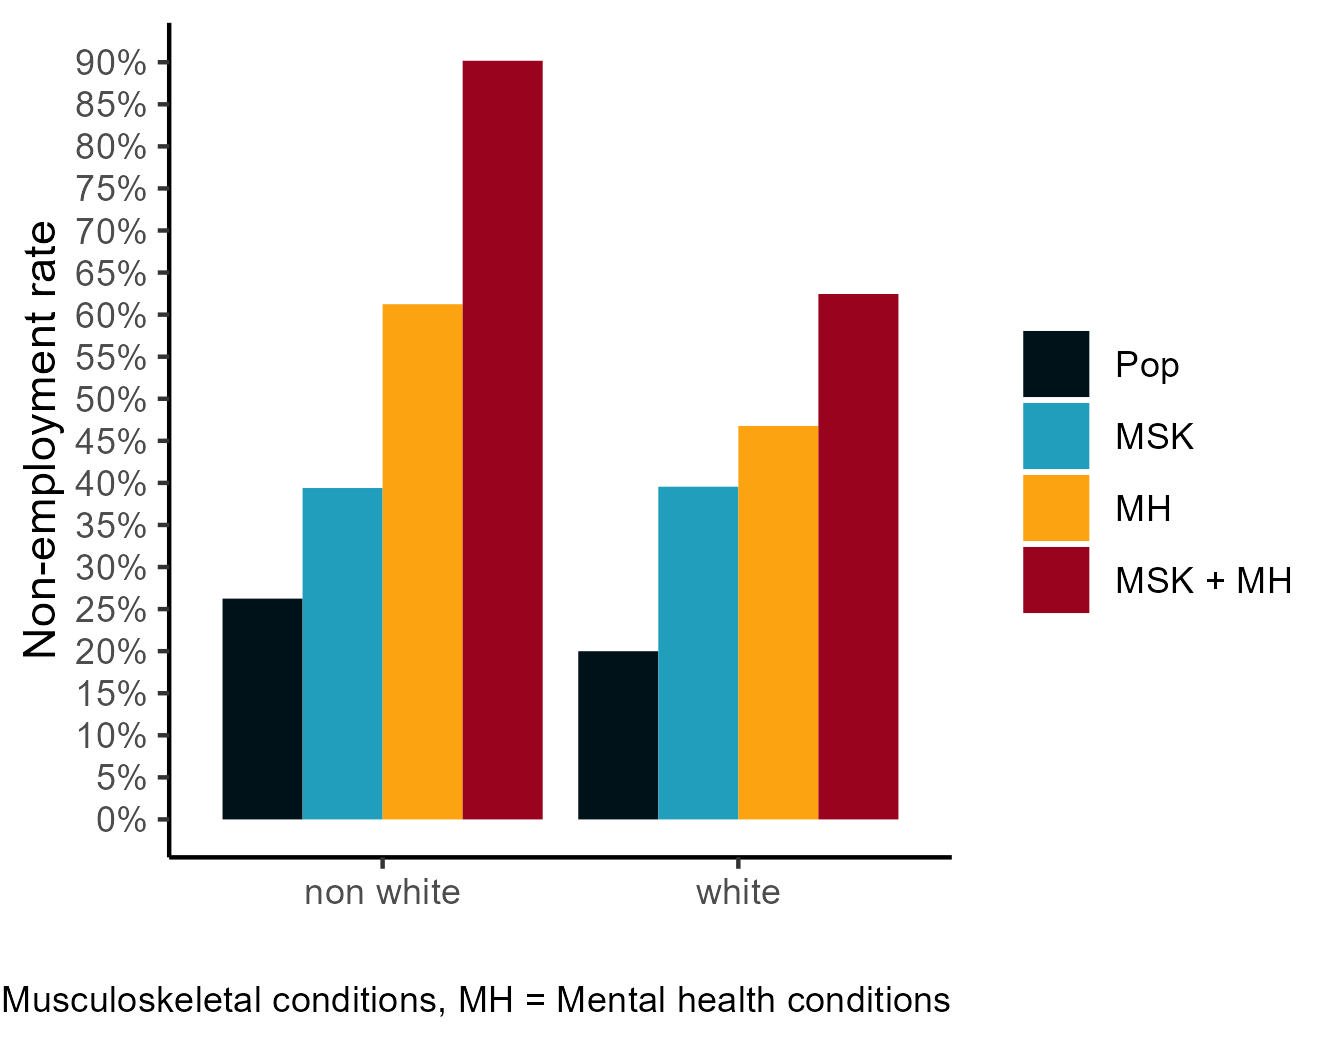 90%
85%
80%
75%
70%
65%
60%
55%
50%
45%
40%
35%
30%
25%
20%
15%
10%
5%
0%
Non-employment rate
non white
white
Pop
MSK
MH
MSK + MH
Musculoskeletal conditions, MH = Mental health conditions